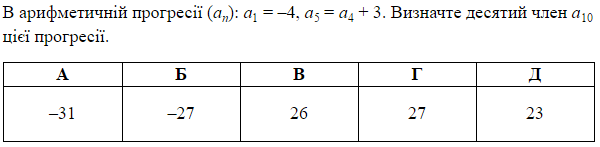 В арифметичній прогресії (aₙ): a₁ = –4, a₅ = a₄ + 3. Визначте десятий член a₁₀
цієї прогресії.
А Б В Г Д
–31 –27 26 27 23